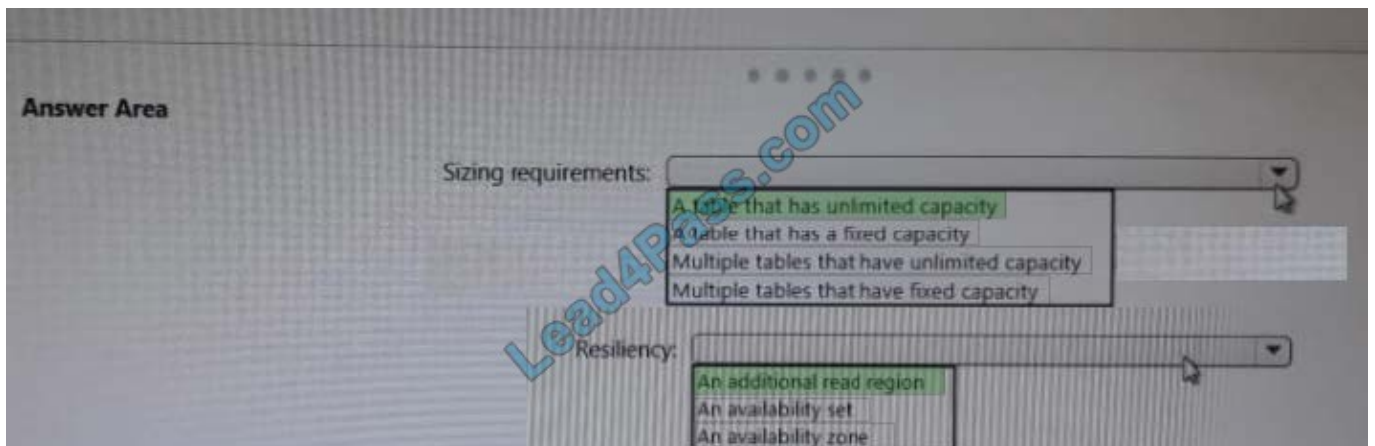 Answer Area
Sizing requirements:
A table that has unlimited capacity
A table that has a fixed capacity
Multiple tables that have unlimited capacity
Multiple tables that have fixed capacity
Resiliency:
An additional read region
An availability set
An availability zone
Lead4Pass.com